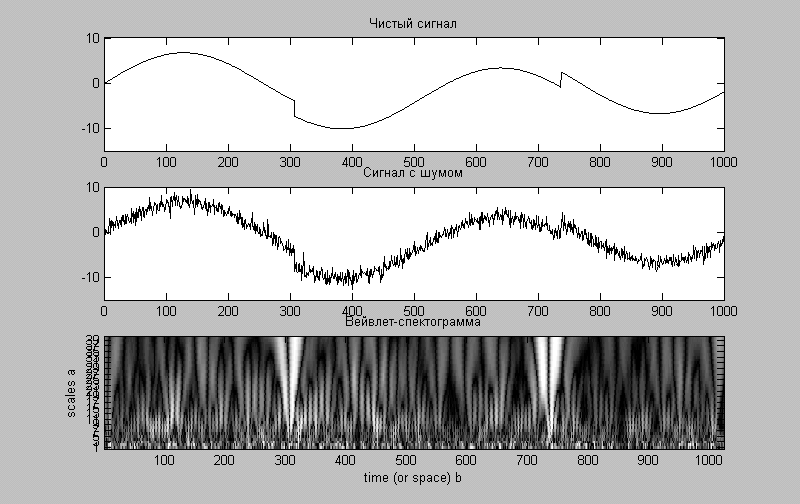 Чистый сигнал
10
0
-10
0 100 200 300 400 500 600 700 800 900 1000
Сигнал с шумом
10
0
-10
0 100 200 300 400 500 600 700 800 900 1000
Вейвлет-спектограмма
scales a
100 200 300 400 500 600 700 800 900 1000
time (or space) b